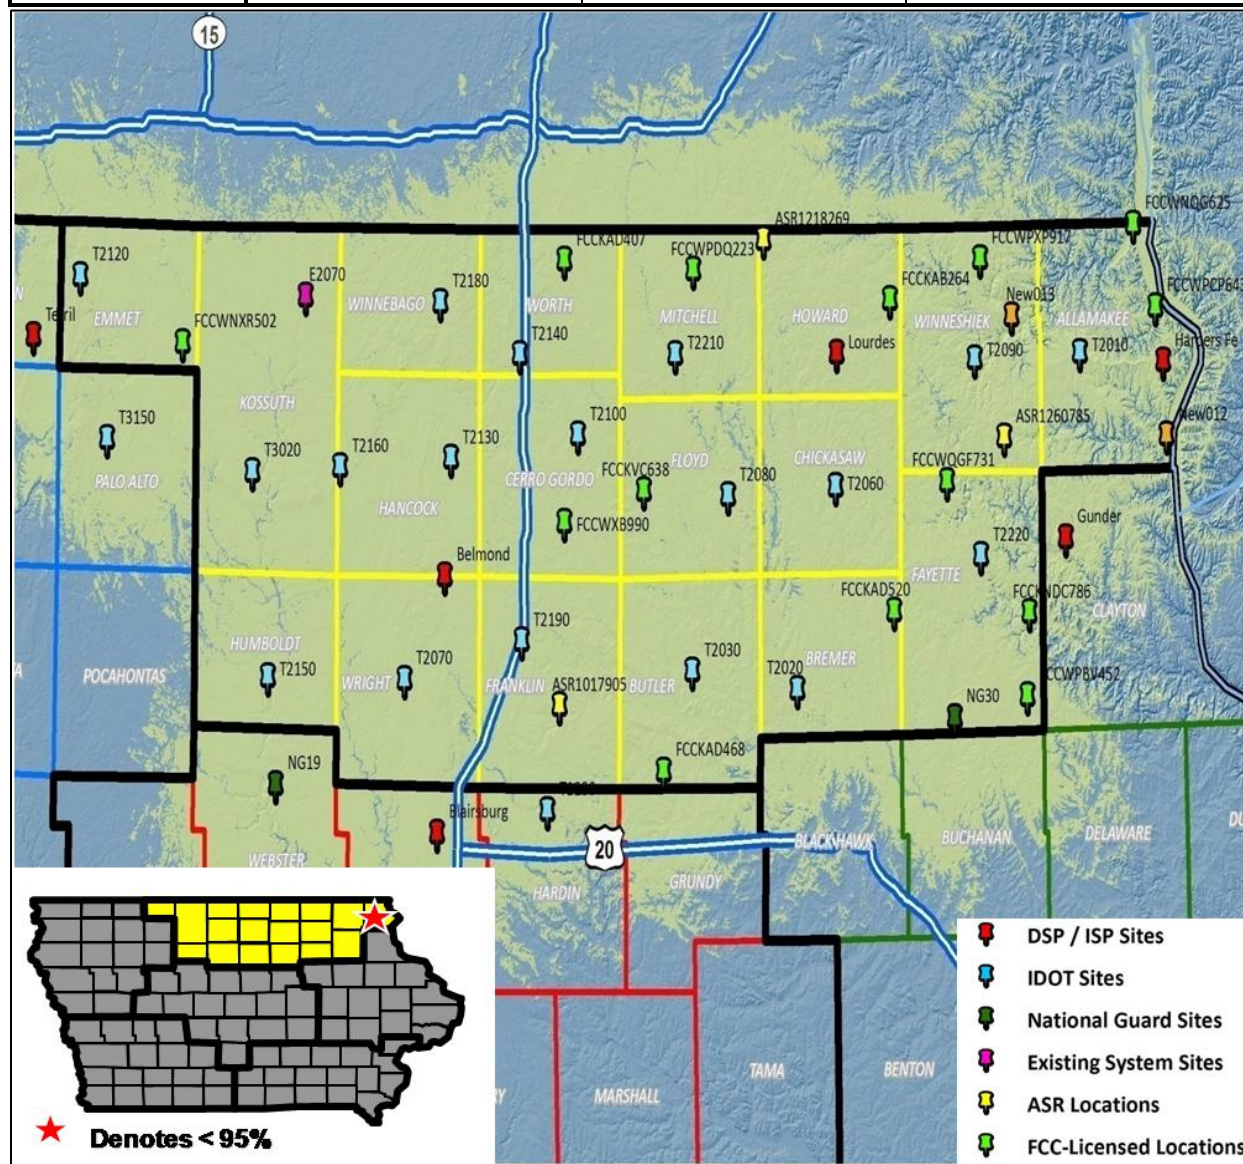 15
FCCWNQG625
ASR1218269
FCCKAD407
FCCWPDQ223
FCCWPXP917
T2120
E2070
T2180
FCCKAB264
New013
FCCWPCP643
WINNEBAGO
WORTH
MITCHELL
HOWARD
WINNESHIEK
ALLAMAKEE
EMMET
FCCWNXR502
T2140
T2210
Lourdes
T2090
T2010
Harpers Fe
KOSSUTH
T3150
T2100
ASR1260785
New012
T3020
T2160
T2130
FCCKVC638
FLOYD
CHICKASAW
FCCWQGF731
PALO ALTO
CERRO GORDO
T2080
T2060
HANCOCK
FCCWXB990
Gunder
T2220
Belmond
FAYETTE
FCCKAD520
CLAYTON
HUMBOLDT
T2190
POCAHONTAS
T2150
T2070
T2030
T2020
BREMER
WRIGHT
FRANKLIN
ASR1017905
BUTLER
CCWPBV452
NG30
NG19
FCCKAD468
Blairsburg
20
BLACK HAWK
BUCHANAN
DELAWARE
WEBSTER
HARDIN
GRUNDY
TAMA
BENTON
MARSHALL
DSP / ISP Sites
IDOT Sites
National Guard Sites
Existing System Sites
ASR Locations
FCC-Licensed Locations
Denotes < 95%